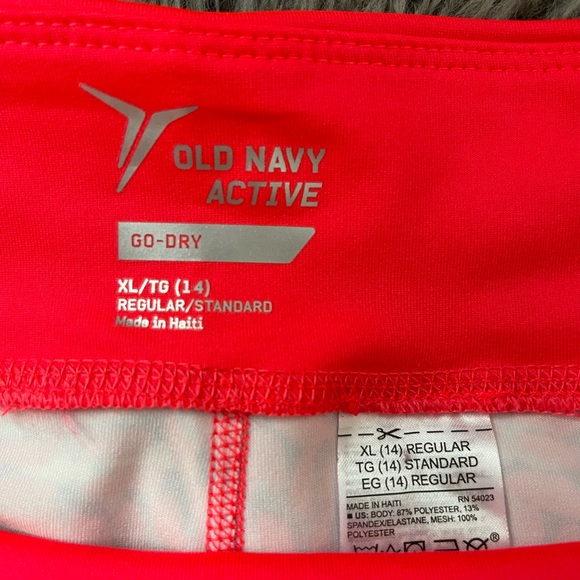 OLD NAVY
ACTIVE
GO-DRY
XL/TG (14)
REGULAR/STANDARD
Made in Haiti
XL (14) REGULAR
TG (14) STANDARD
EG (14) REGULAR
MADE IN HAITI RN 54023
■ US: BODY: 87% POLYESTER, 13%
SPANDEX/ELASTANE, MESH: 100%
POLYESTER